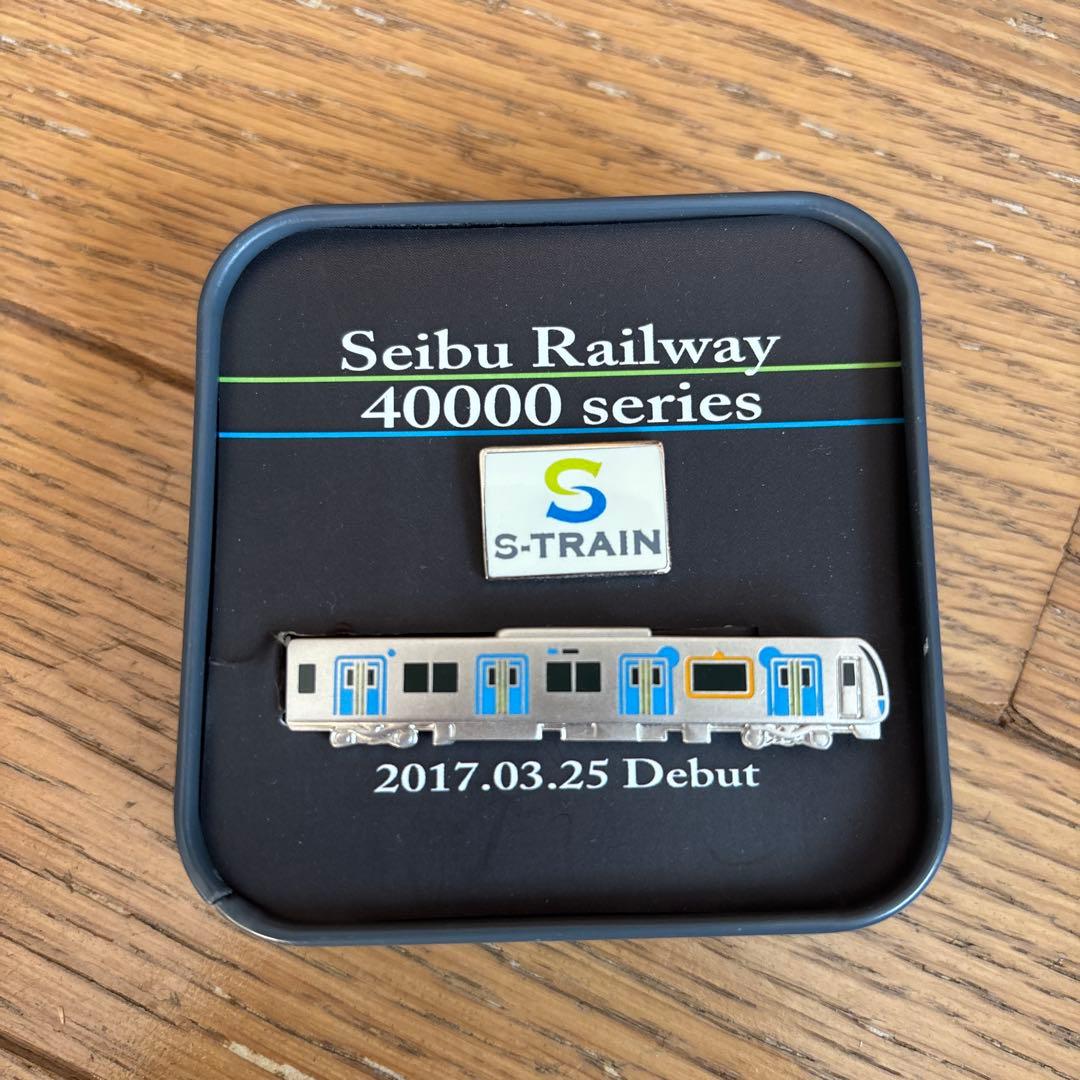 Seibu Railway
40000 series
S
S-TRAIN
2017.03.25 Debut